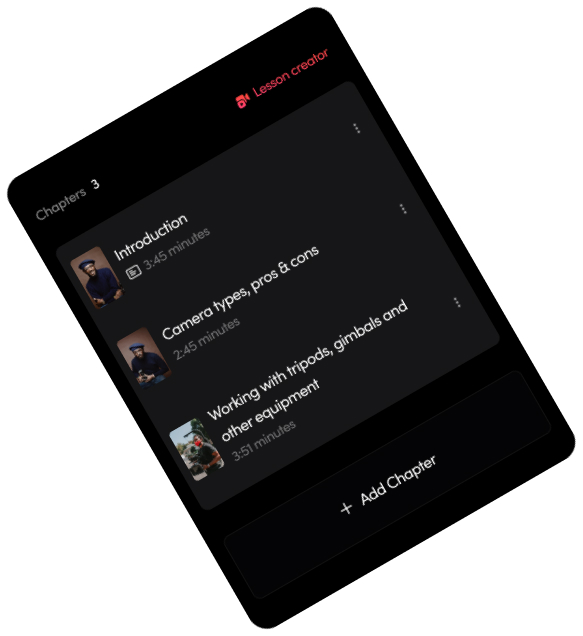 Chapters 3
Lesson creator
Introduction
3:45 minutes
Camera types, pros & cons
2:45 minutes
Working with tripods, gimbals and
other equipment
3:51 minutes
+ Add Chapter